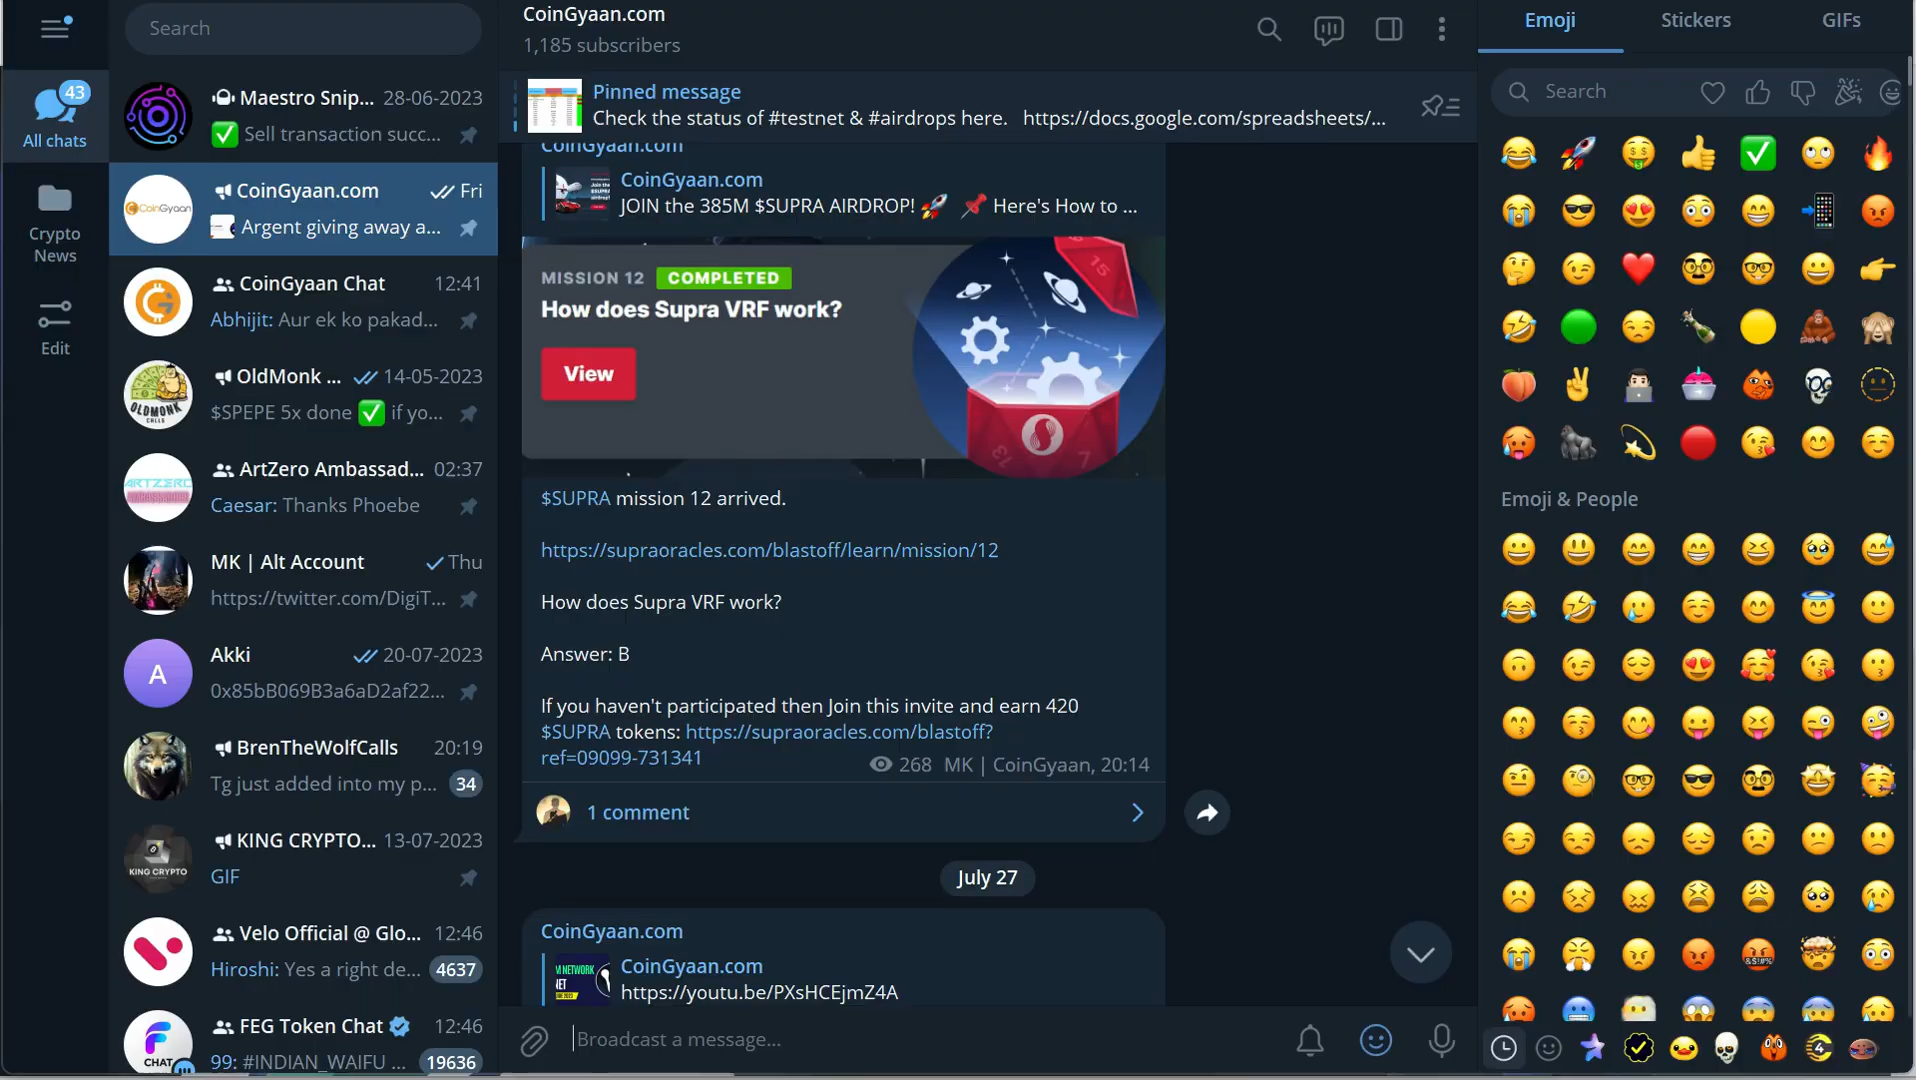 43
All chats
Crypto
News
Edit
Search
Maestro Snip... 28-06-2023
Sell transaction succ...
CoinGyaan
CoinGyaan.com Fri
Argent giving away a...
CoinGyaan Chat 12:41
Abhijit: Aur ek ko pakad...
OLDMONK
CALLS
OldMonk ... 14-05-2023
$SPEPE 5x done ✅ if yo...
ARTZERO
ArtZero Ambassad... 02:37
Caesar: Thanks Phoebe
MK | Alt Account Thu
https://twitter.com/DigiT...
A
Akki 20-07-2023
0x85bB069B3a6aD2af22...
BrenTheWolfCalls 20:19
Tg just added into my p... 34
KING CRYPTO
KING CRYPTO... 13-07-2023
GIF
Velo Official @ Glo... 12:46
Hiroshi: Yes a right de... 4637
CHAT
FEG Token Chat 12:46
99: #INDIAN_WAIFU ... 19636
CoinGyaan.com
1,185 subscribers
Pinned message
Check the status of #testnet & #airdrops here. https://docs.google.com/spreadsheets/...
CoinGyaan.com
CoinGyaan.com
JOIN the 385M $SUPRA AIRDROP! 🚀 📌 Here's How to ...
MISSION 12 COMPLETED
How does Supra VRF work?
View
15
13
7
$SUPRA mission 12 arrived.
https://supraoracles.com/blastoff/learn/mission/12
How does Supra VRF work?
Answer: B
If you haven't participated then Join this invite and earn 420
$SUPRA tokens: https://supraoracles.com/blastoff?
ref=09099-731341
268 MK | CoinGyaan, 20:14
1 comment
July 27
CoinGyaan.com
CoinGyaan.com
https://youtu.be/PXsHCEjmZ4A
Broadcast a message...
Emoji Stickers GIFs
Search
Emoji & People